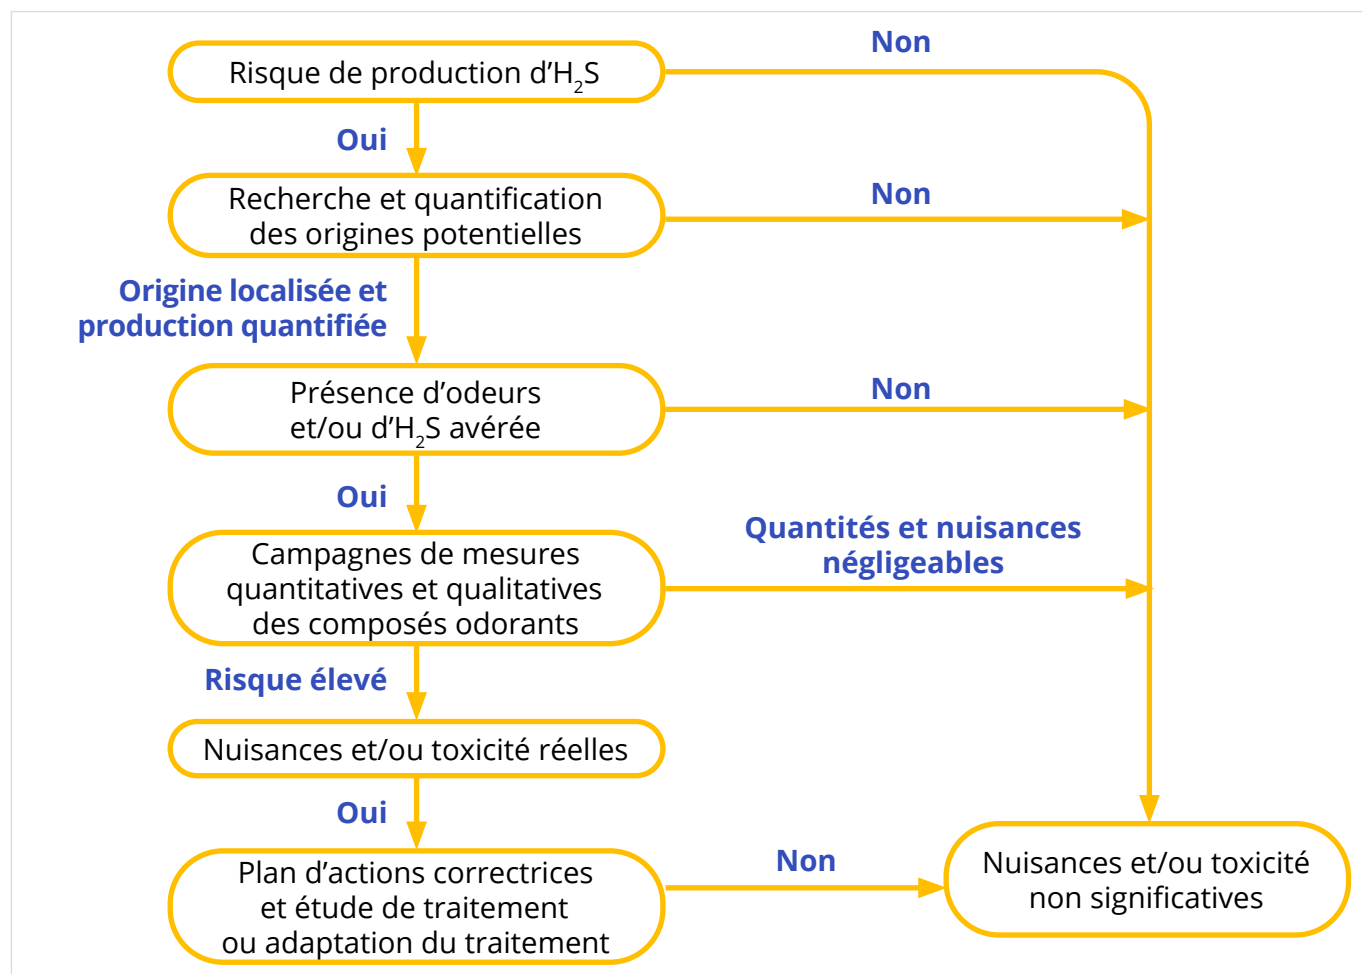 Non
Risque de production d’H₂S
Oui
Non
Recherche et quantification
des origines potentielles
Origine localisée et
production quantifiée
Non
Présence d’odeurs
et/ou d’H₂S avérée
Oui
Quantités et nuisances
négligeables
Campagnes de mesures
quantitatives et qualitatives
des composés odorants
Risque élevé
Nuisances et/ou toxicité réelles
Oui
Non
Plan d’actions correctrices
et étude de traitement
ou adaptation du traitement
Nuisances et/ou toxicité
non significatives